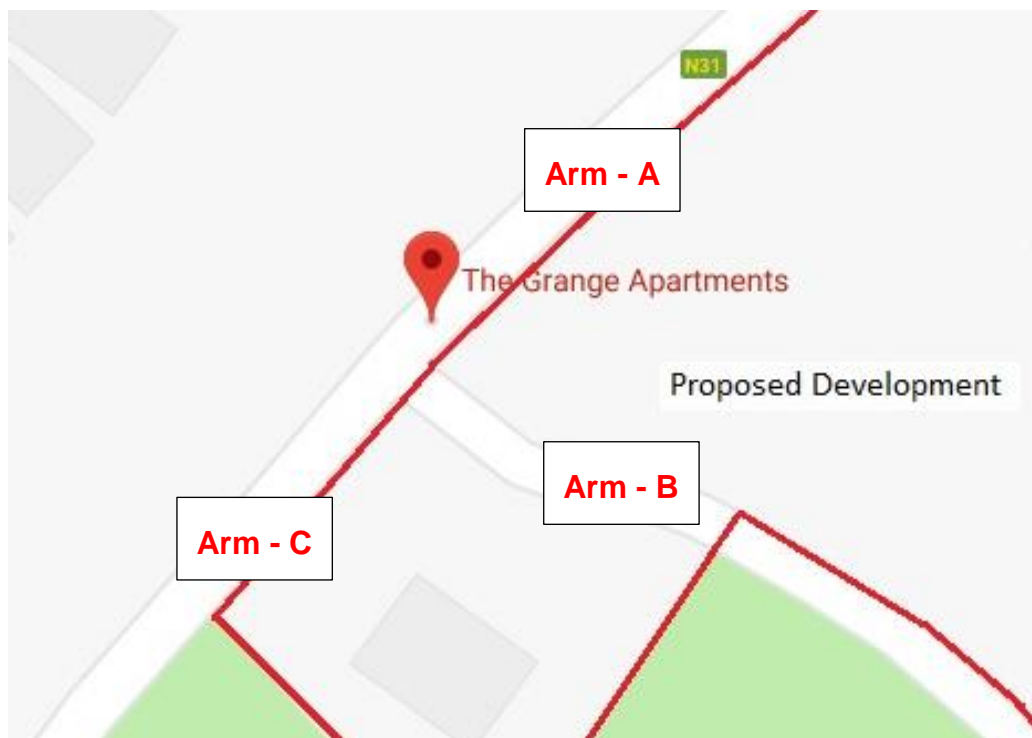 N31
Arm - A
The Grange Apartments
Proposed Development
Arm - B
Arm - C